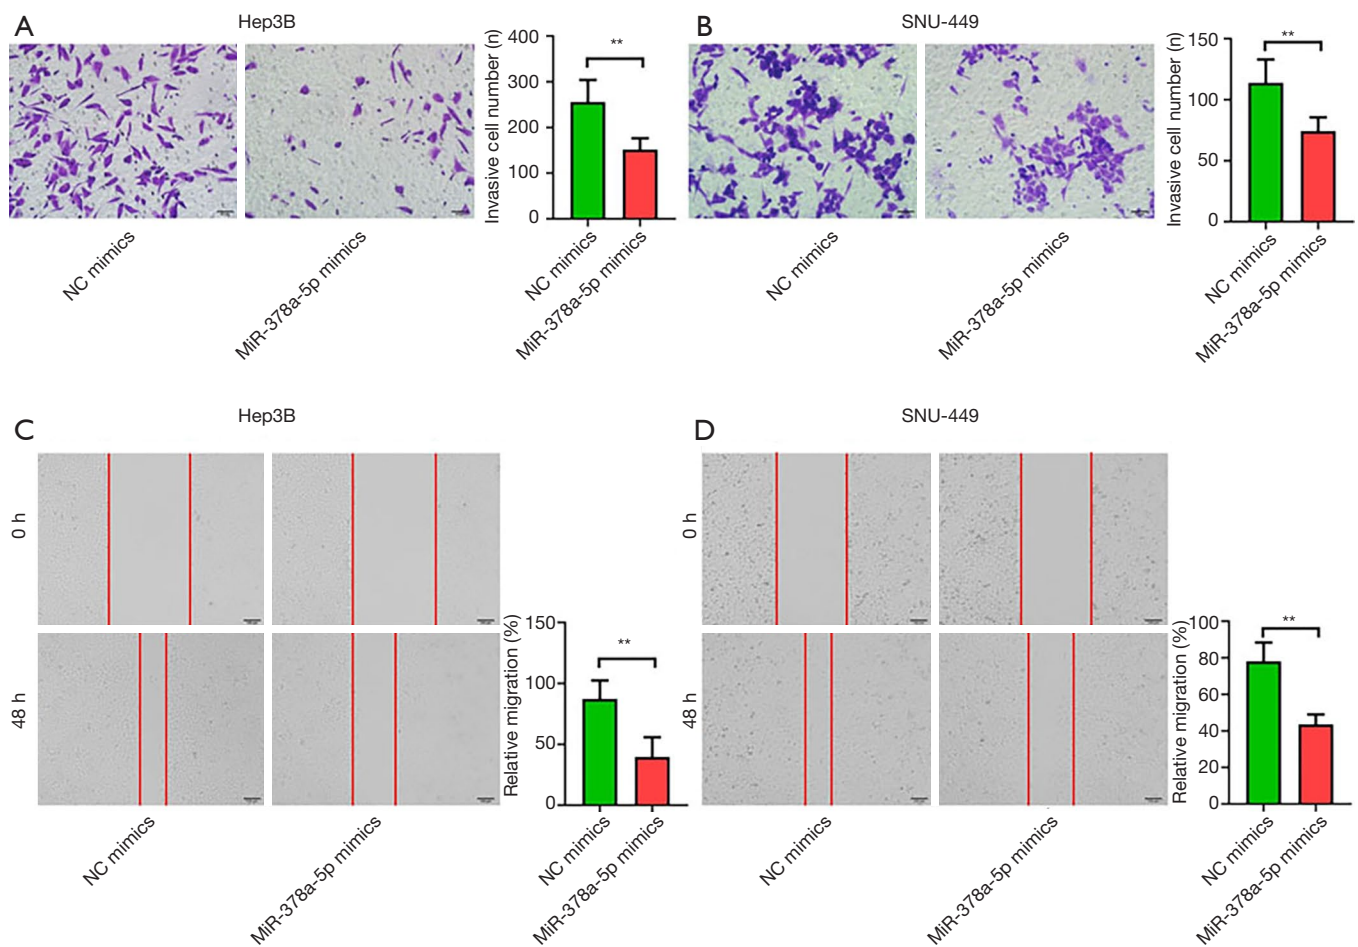 A
Hep3B
NC mimics
MiR-378a-5p mimics
Invasive cell number (n)
400
300
200
100
0
**
NC mimics
MiR-378a-5p mimics
B
SNU-449
NC mimics
MiR-378a-5p mimics
Invasive cell number (n)
150
100
50
0
**
NC mimics
MiR-378a-5p mimics
C
Hep3B
0 h
48 h
NC mimics
MiR-378a-5p mimics
Relative migration (%)
150
100
50
0
**
NC mimics
MiR-378a-5p mimics
D
SNU-449
0 h
48 h
NC mimics
MiR-378a-5p mimics
Relative migration (%)
100
80
60
40
20
0
**
NC mimics
MiR-378a-5p mimics